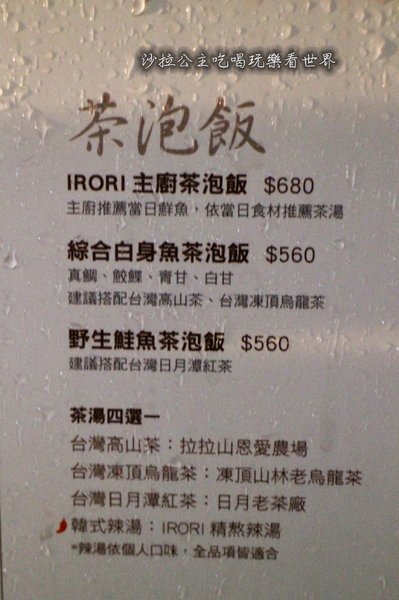 沙拉公主吃喝玩樂看世界
茶泡飯
IRORI 主廚茶泡飯 $680
主廚推薦當日鮮魚，依當日食材推薦茶湯
綜合白身魚茶泡飯 $560
真鯛、鮫鰈、青甘、白甘
建議搭配台灣高山茶、台灣凍頂烏龍茶
野生鮭魚茶泡飯 $560
建議搭配台灣日月潭紅茶
茶湯四選一
台灣高山茶：拉拉山恩愛農場
台灣凍頂烏龍茶：凍頂山林老烏龍茶
台灣日月潭紅茶：日月老茶廠
韓式辣湯：IRORI 精熬辣湯
*辣湯依個人口味，全品項皆適合